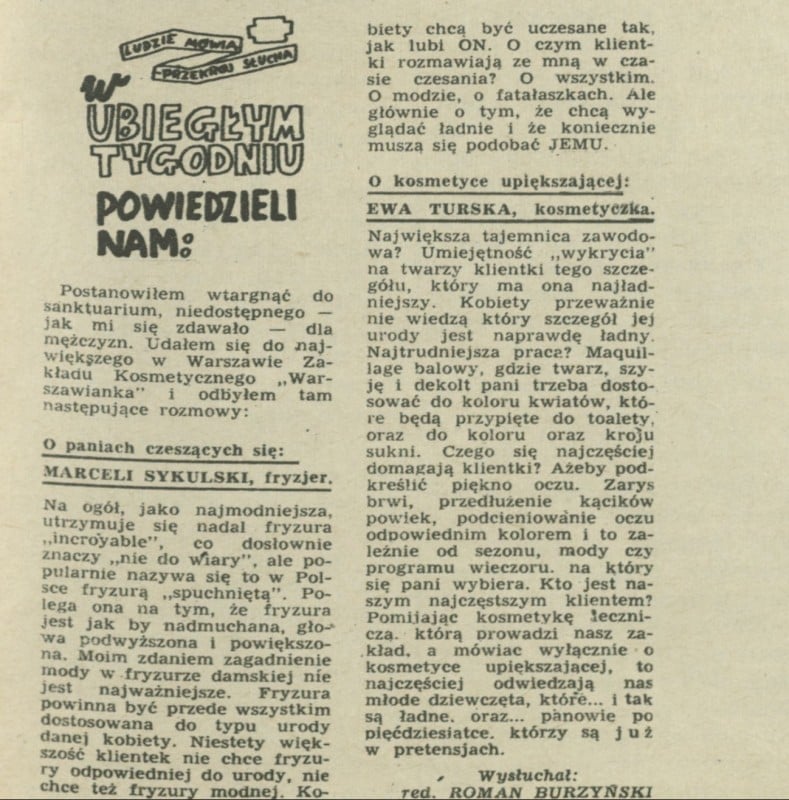 LUDZIE MÓWIĄ
PRZEKRÓJ SŁUCHA
W
UBIEGŁYM
TYGODNIU
POWIEDZIELI
NAM:
Postanowiłem wtargnąć do
sanktuarium, niedostępnego —
jak mi się zdawało — dla
mężczyzn. Udałem się do naj-
większego w Warszawie Za-
kładu Kosmetycznego „War-
szawianka" i odbyłem tam
następujące rozmowy:
O paniach czeszących się:
MARCELI SYKULSKI, fryzjer.
Na ogół, jako najmodniejsza,
utrzymuje się nadal fryzura
„incroyable", co dosłownie
znaczy „nie do wiary", ale po-
pularnie nazywa się to w Pol-
sce fryzurą „spuchniętą". Po-
lega ona na tym, że fryzura
jest jak by nadmuchana, gło-
wa podwyższona i powiększo-
na. Moim zdaniem zagadnienie
mody w fryzurze damskiej nie
jest najważniejsze. Fryzura
powinna być przede wszystkim
dostosowana do typu urody
danej kobiety. Niestety więk-
szość klientek nie chce fryzu-
ry odpowiedniej do urody, nie
chce też fryzury modnej. Ko-
biety chcą być uczesane tak,
jak lubi ON. O czym klient-
ki rozmawiają ze mną w cza-
sie czesania? O wszystkim.
O modzie, o fatałaszkach. Ale
głównie o tym, że chcą wy-
glądać ładnie i że koniecznie
muszą się podobać JEMU.
O kosmetyce upiększającej:
EWA TURSKA, kosmetyczka.
Największa tajemnica zawodo-
wa? Umiejętność „wykrycia"
na twarzy klientki tego szcze-
gółu, który ma ona najład-
niejszy. Kobiety przeważnie
nie wiedzą który szczegół jej
urody jest naprawdę ładny.
Najtrudniejsza praca? Maquil-
lage balowy, gdzie twarz, szy-
ję i dekolt pani trzeba dosto-
sować do koloru kwiatów, któ-
re będą przypięte do toalety,
oraz do koloru oraz kroju
sukni. Czego się najczęściej
domagają klientki? Ażeby pod-
kreślić piękno oczu. Zarys
brwi, przedłużenie kącików
powiek, podcieniowanie oczu
odpowiednim kolorem i to za-
leżnie od sezonu, mody czy
programu wieczoru. na który
się pani wybiera. Kto jest na-
szym najczęstszym klientem?
Pomijając kosmetykę leczni-
czą. którą prowadzi nasz za-
kład, a mówiąc wyłącznie o
kosmetyce upiększającej, to
najczęściej odwiedzają nas
młode dziewczęta, które... i tak
są ładne. oraz... panowie po
pięćdziesiątce. którzy są już
w pretensjach.
Wysłuchał:
red. ROMAN BURZYŃSKI